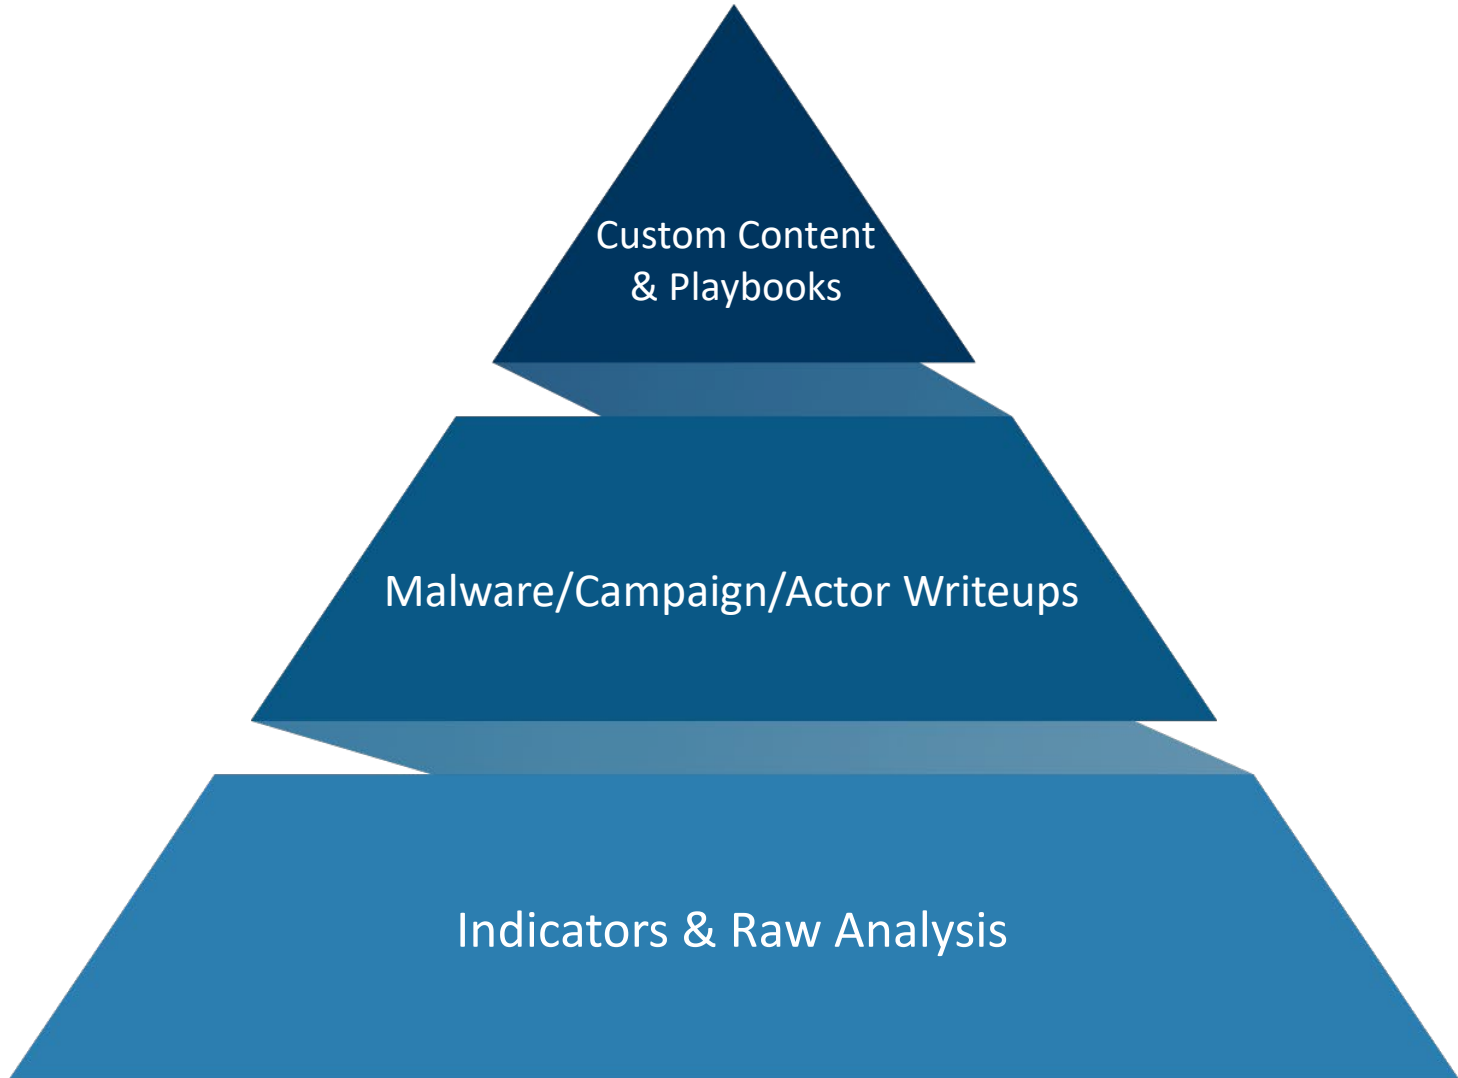 Custom Content
& Playbooks
Malware/Campaign/Actor Writeups
Indicators & Raw Analysis